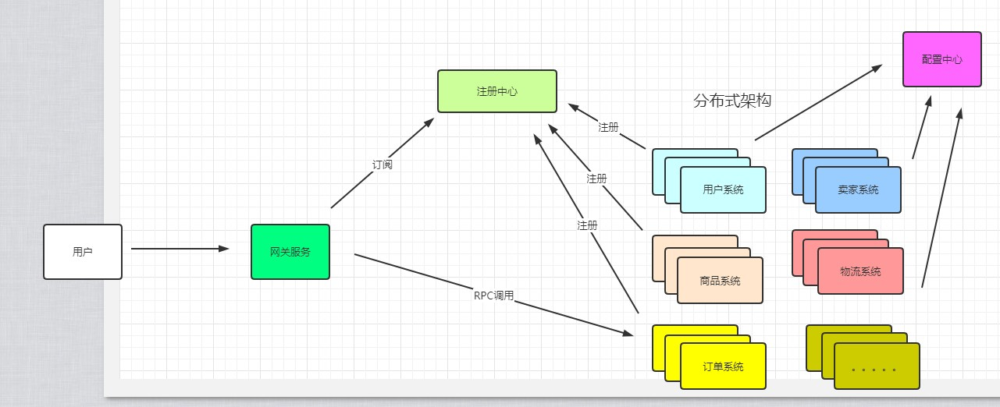 配置中心
注册中心
分布式架构
注册
订阅
注册
用户系统
卖家系统
注册
用户
网关服务
物流系统
商品系统
RPC调用
订单系统
。。。。。